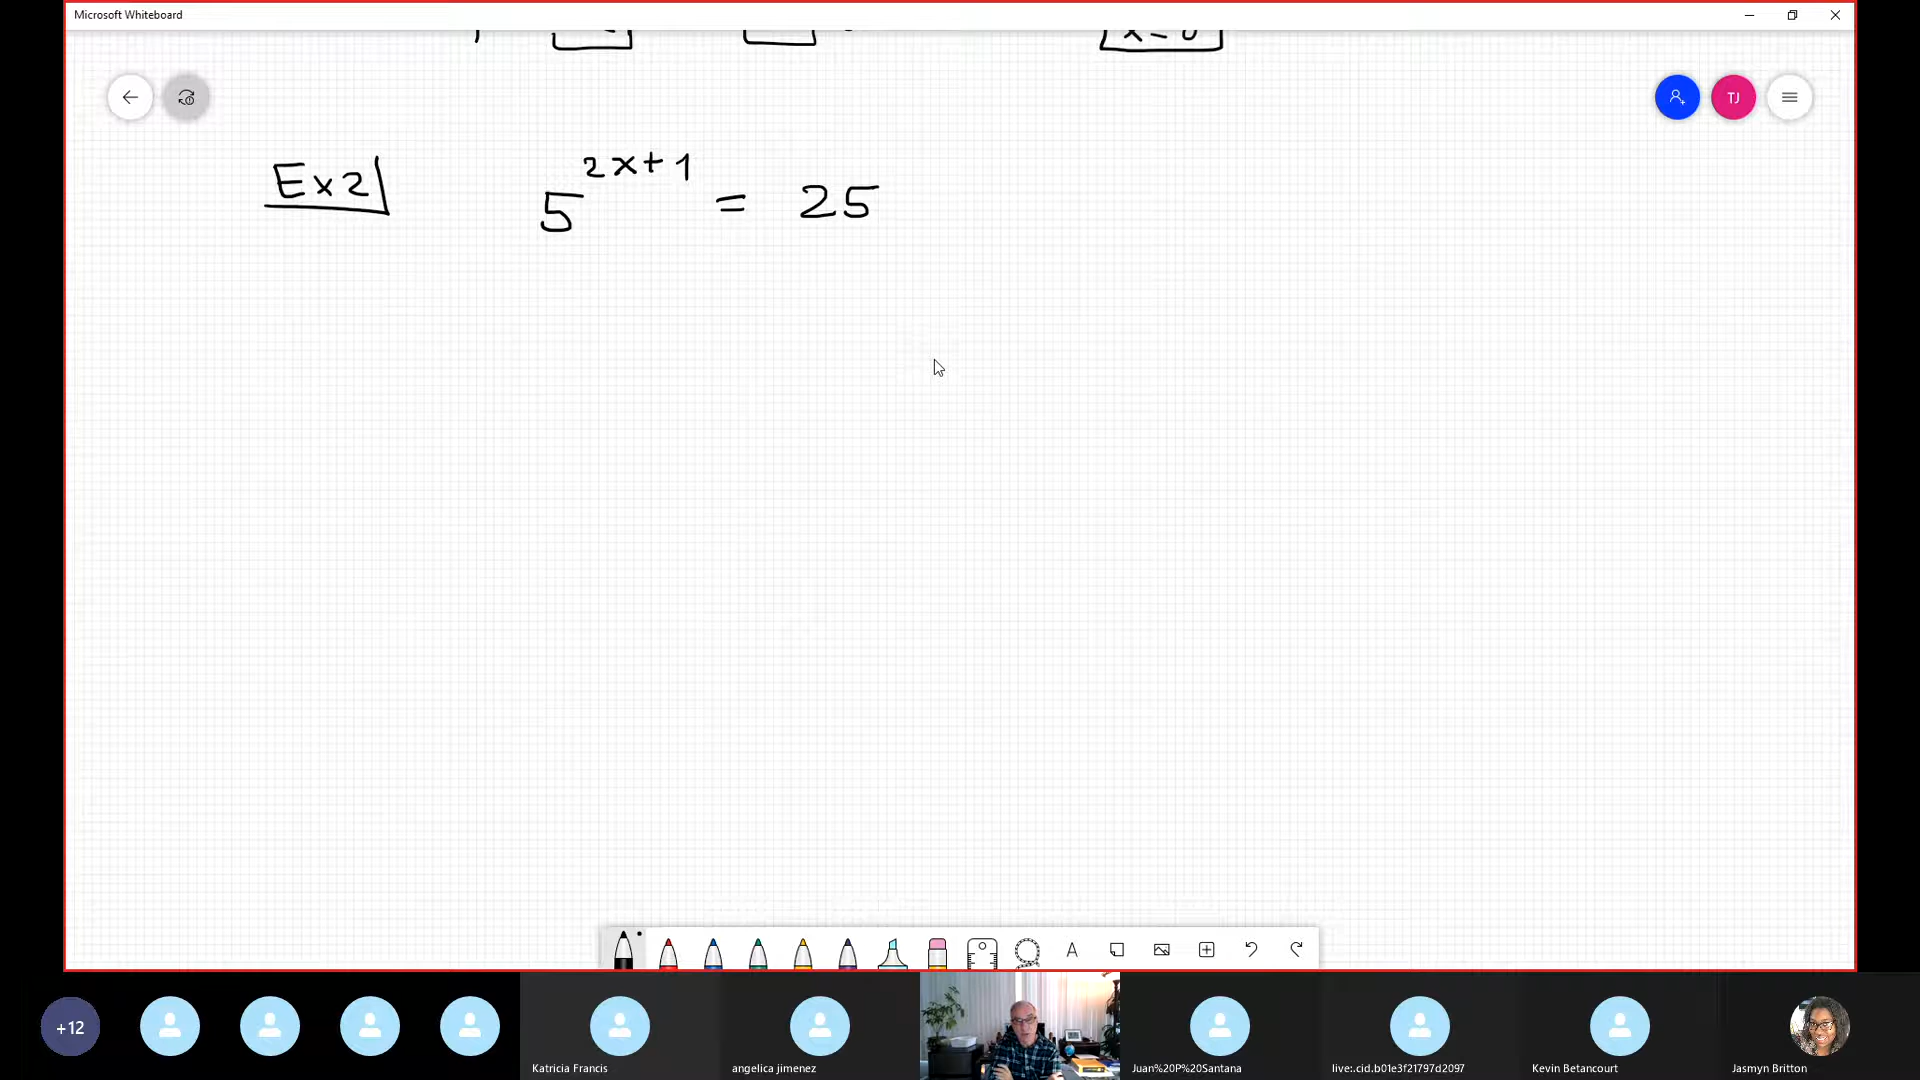 Microsoft Whiteboard
x = 0
TJ
Ex2 5^{2x+1} = 25
A
+12
Katricia Francis
angelica jimenez
Juan%20P%20Santana
live:.cid.b01e3f21797d2097
Kevin Betancourt
Jasmyn Britton